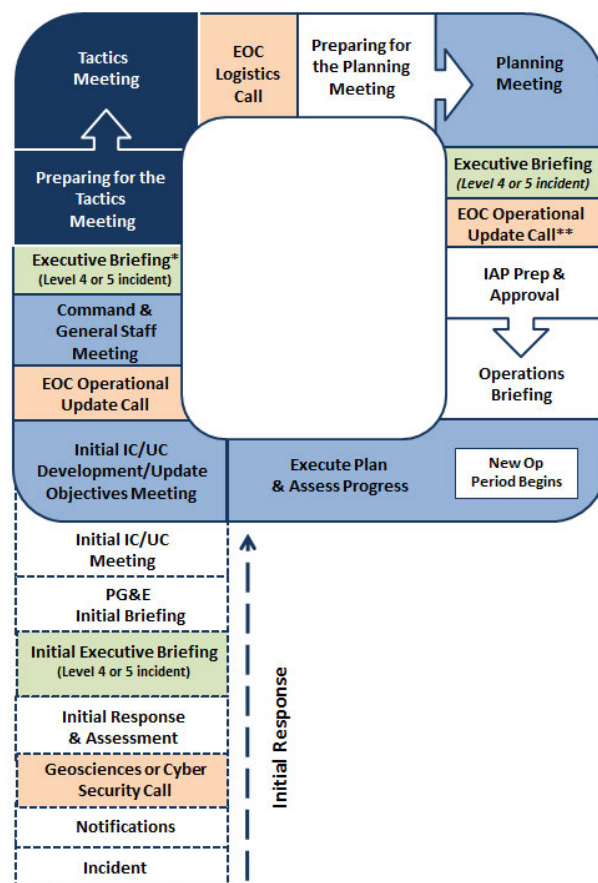 Tactics
Meeting
EOC
Logistics
Call
Preparing for
the Planning
Meeting
Planning
Meeting
Preparing for the
Tactics
Meeting
Executive Briefing
(Level 4 or 5 incident)
EOC Operational
Update Call**
Executive Briefing*
(Level 4 or 5 incident)
IAP Prep &
Approval
Command &
General Staff
Meeting
Operations
Briefing
EOC Operational
Update Call
Initial IC/UC
Development/Update
Objectives Meeting
Execute Plan
& Assess Progress
New Op
Period Begins
Initial IC/UC
Meeting
PG&E
Initial Briefing
Initial Executive Briefing
(Level 4 or 5 incident)
Initial Response
& Assessment
Geosciences or Cyber
Security Call
Notifications
Incident
Initial Response